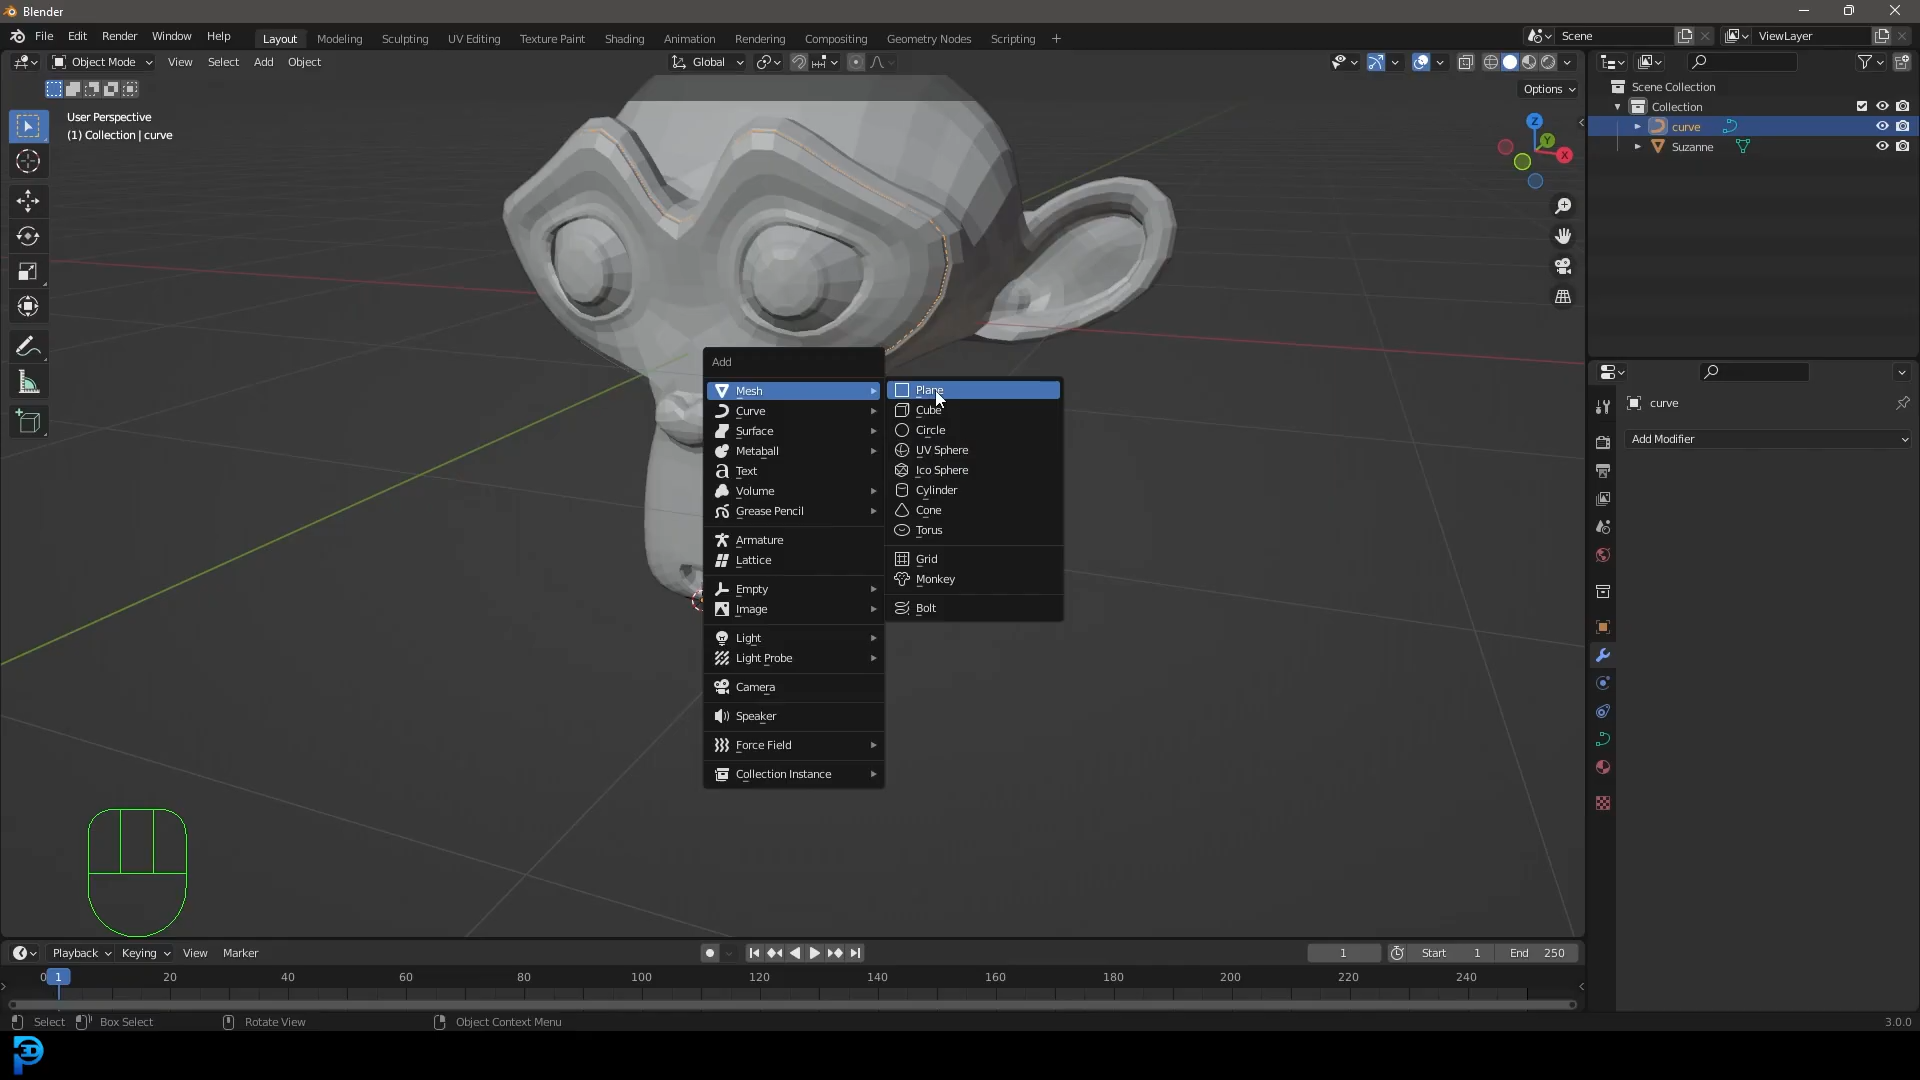 Blender
File Edit Render Window Help
Layout Modeling Sculpting UV Editing Texture Paint Shading Animation Rendering Compositing Geometry Nodes Scripting +
Scene
ViewLayer
Object Mode View Select Add Object
Global
Options
User Perspective
(1) Collection | curve
Z
Y
X
Scene Collection
Collection
curve
Suzanne
curve
Add Modifier
Add
Mesh
Curve
Surface
Metaball
Text
Volume
Grease Pencil
Armature
Lattice
Empty
Image
Light
Light Probe
Camera
Speaker
Force Field
Collection Instance
Plane
Cube
Circle
UV Sphere
Ico Sphere
Cylinder
Cone
Torus
Grid
Monkey
Bolt
Playback Keying View Marker
1
Start 1
End 250
0 1 20 40 60 80 100 120 140 160 180 200 220 240
Select Box Select Rotate View Object Context Menu
3.0.0
3D